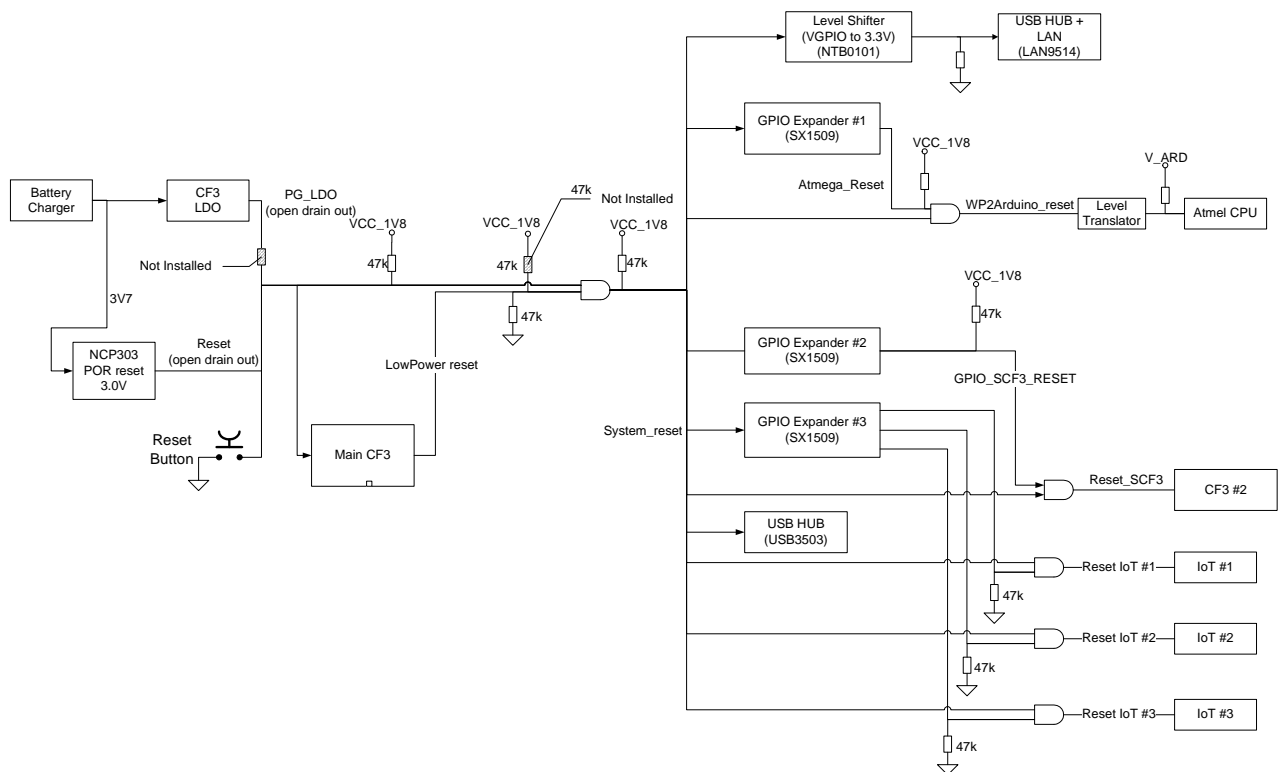 Level Shifter
(VGPIO to 3.3V)
(NTB0101)
USB HUB +
LAN
(LAN9514)
GPIO Expander #1
(SX1509)
VCC_1V8
V_ARD
Atmega_Reset
WP2Arduino_reset
Level
Translator
Atmel CPU
Battery
Charger
CF3
LDO
PG_LDO
(open drain out)
Not Installed
3V7
NCP303
POR reset
3.0V
Reset
(open drain out)
Reset
Button
VCC_1V8
47k
Main CF3
LowPower reset
VCC_1V8
47k
47k
Not Installed
47k
VCC_1V8
47k
System_reset
VCC_1V8
47k
GPIO Expander #2
(SX1509)
GPIO_SCF3_RESET
GPIO Expander #3
(SX1509)
Reset_SCF3
CF3 #2
USB HUB
(USB3503)
Reset IoT #1
IoT #1
47k
Reset IoT #2
IoT #2
47k
Reset IoT #3
IoT #3
47k